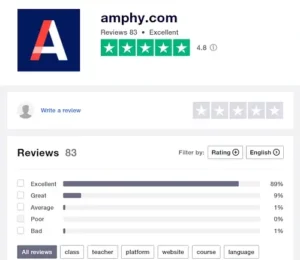 A
amphy.com
Reviews 83 • Excellent
4.8
Write a review
Reviews 83
Filter by: Rating English
Excellent 89%
Great 9%
Average 1%
Poor 0%
Bad 1%
All reviews class teacher platform website course language